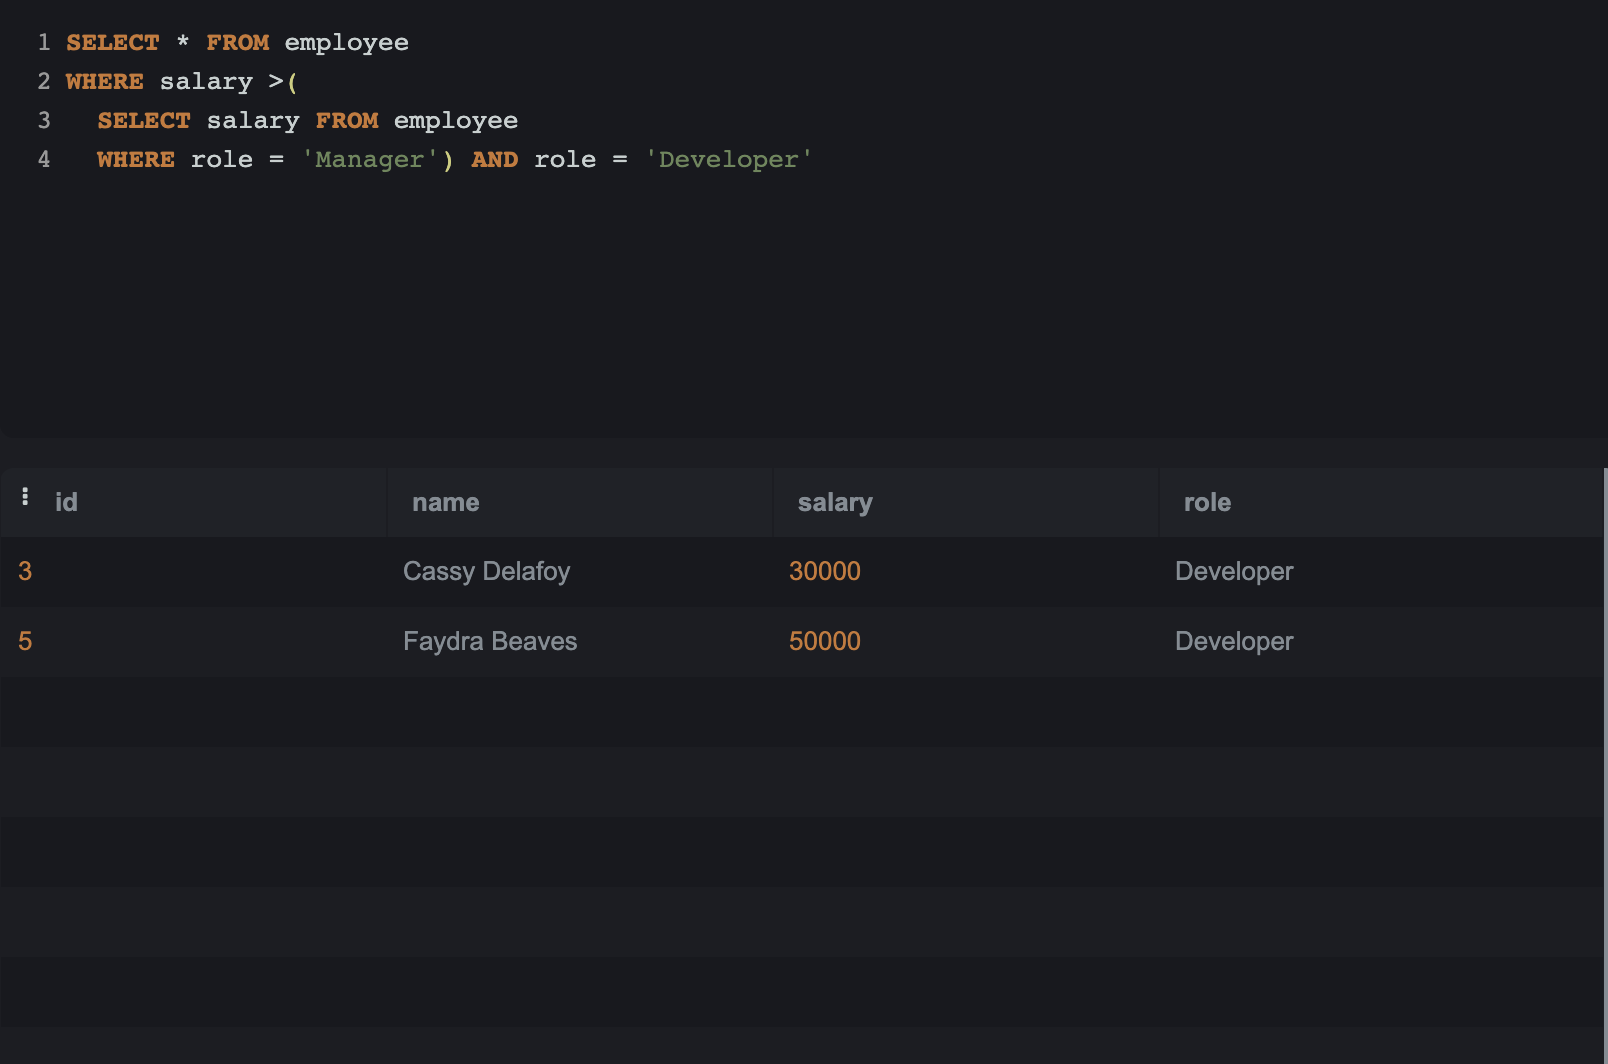 1 SELECT * FROM employee
2 WHERE salary >(
3   SELECT salary FROM employee
4   WHERE role = 'Manager') AND role = 'Developer'
id name salary role
3 Cassy Delafoy 30000 Developer
5 Faydra Beaves 50000 Developer